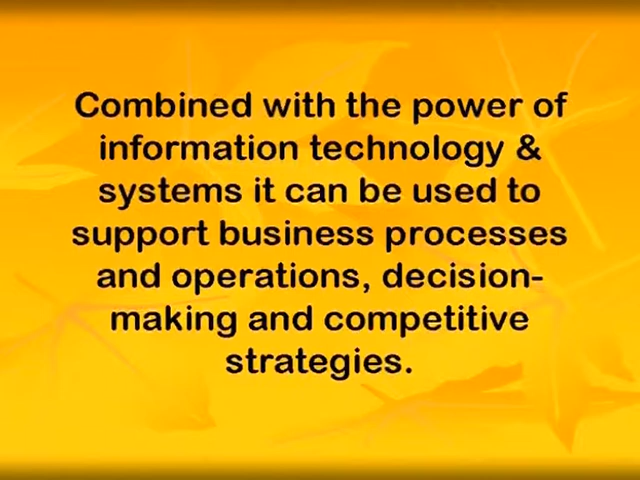 Combined with the power of
information technology &
systems it can be used to
support business processes
and operations, decision-
making and competitive
strategies.